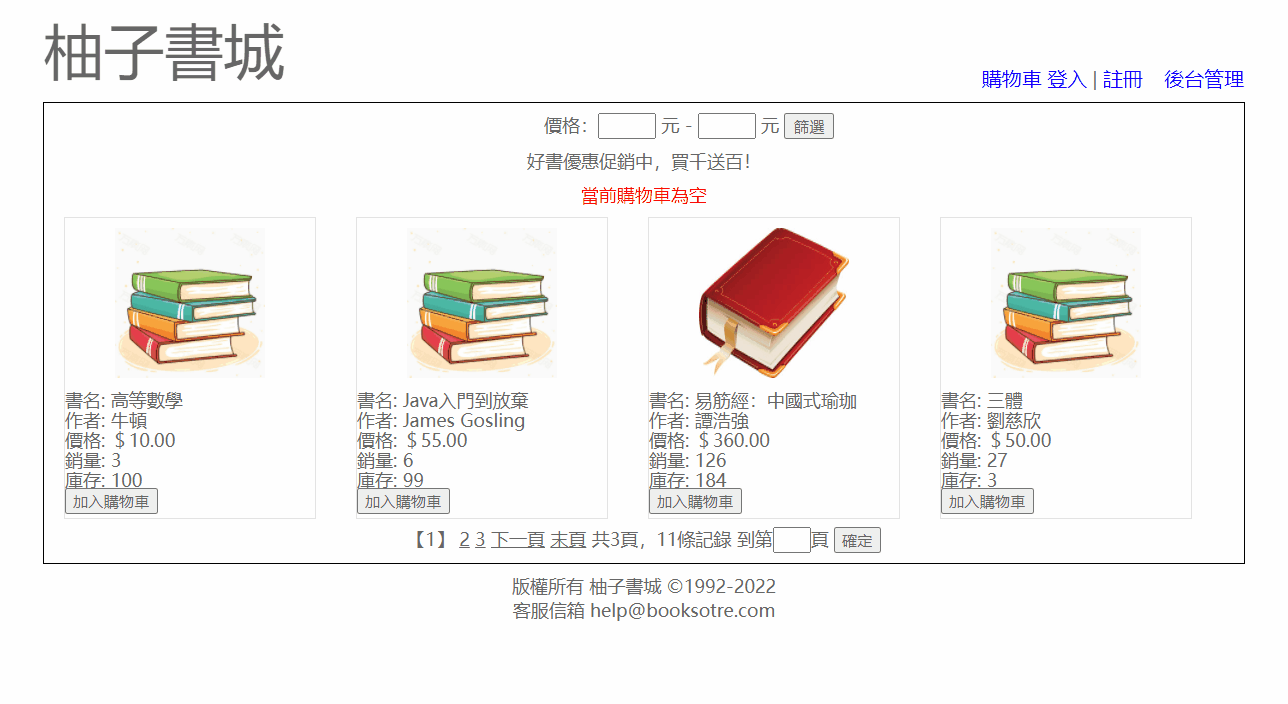 柚子書城
購物車 登入 | 註冊 後台管理
價格： 元 - 元 篩選
好書優惠促銷中，買千送百！
當前購物車為空
書名: 高等數學
作者: 牛頓
價格: ＄10.00
銷量: 3
庫存: 100
加入購物車
書名: Java入門到放棄
作者: James Gosling
價格: ＄55.00
銷量: 6
庫存: 99
加入購物車
書名: 易筋經：中國式瑜珈
作者: 譚浩強
價格: ＄360.00
銷量: 126
庫存: 184
加入購物車
書名: 三體
作者: 劉慈欣
價格: ＄50.00
銷量: 27
庫存: 3
加入購物車
【1】 2 3 下一頁 末頁 共3頁，11條記錄 到第 頁 確定
版權所有 柚子書城 ©1992-2022
客服信箱 help@booksotre.com